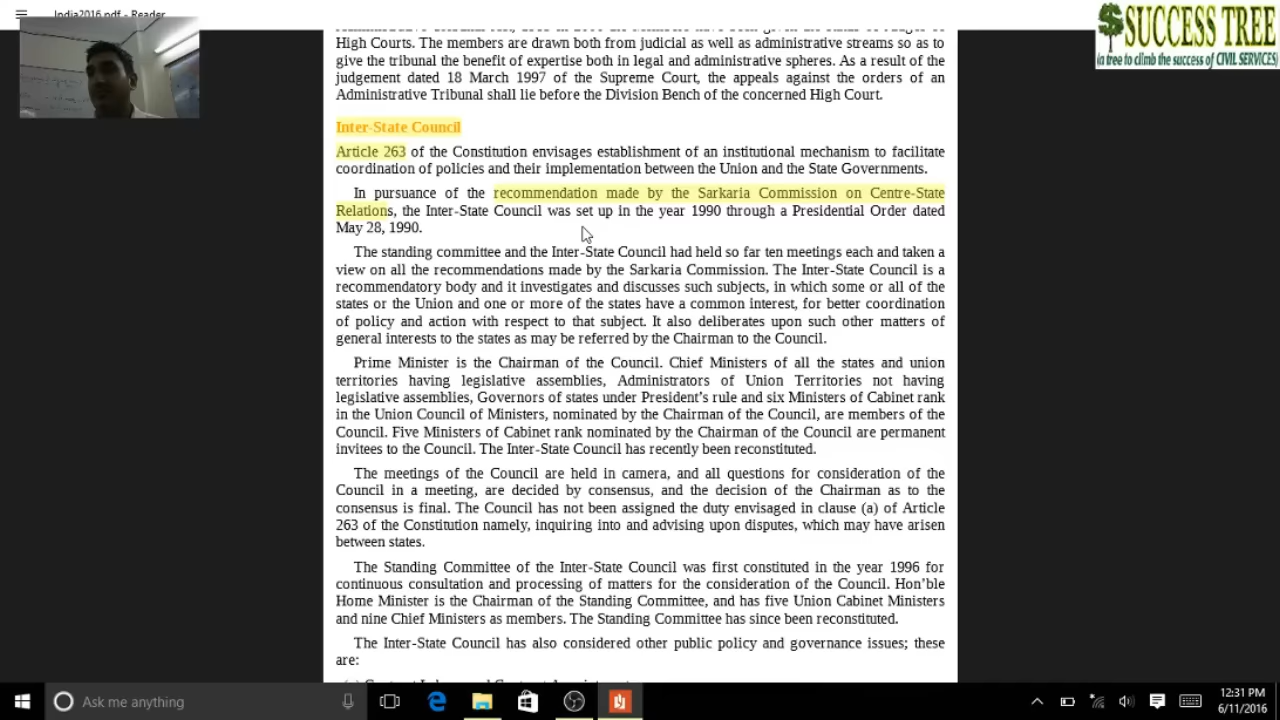 India2016.pdf - Reader
SUCCESS TREE
(a tree to climb the success of CIVIL SERVICES)
High Courts. The members are drawn both from judicial as well as administrative streams so as to
give the tribunal the benefit of expertise both in legal and administrative spheres. As a result of the
judgement dated 18 March 1997 of the Supreme Court, the appeals against the orders of an
Administrative Tribunal shall lie before the Division Bench of the concerned High Court.
Inter-State Council
Article 263 of the Constitution envisages establishment of an institutional mechanism to facilitate
coordination of policies and their implementation between the Union and the State Governments.
In pursuance of the recommendation made by the Sarkaria Commission on Centre-State
Relations, the Inter-State Council was set up in the year 1990 through a Presidential Order dated
May 28, 1990.
The standing committee and the Inter-State Council had held so far ten meetings each and taken a
view on all the recommendations made by the Sarkaria Commission. The Inter-State Council is a
recommendatory body and it investigates and discusses such subjects, in which some or all of the
states or the Union and one or more of the states have a common interest, for better coordination
of policy and action with respect to that subject. It also deliberates upon such other matters of
general interests to the states as may be referred by the Chairman to the Council.
Prime Minister is the Chairman of the Council. Chief Ministers of all the states and union
territories having legislative assemblies, Administrators of Union Territories not having
legislative assemblies, Governors of states under President's rule and six Ministers of Cabinet rank
in the Union Council of Ministers, nominated by the Chairman of the Council, are members of the
Council. Five Ministers of Cabinet rank nominated by the Chairman of the Council are permanent
invitees to the Council. The Inter-State Council has recently been reconstituted.
The meetings of the Council are held in camera, and all questions for consideration of the
Council in a meeting, are decided by consensus, and the decision of the Chairman as to the
consensus is final. The Council has not been assigned the duty envisaged in clause (a) of Article
263 of the Constitution namely, inquiring into and advising upon disputes, which may have arisen
between states.
The Standing Committee of the Inter-State Council was first constituted in the year 1996 for
continuous consultation and processing of matters for the consideration of the Council. Hon'ble
Home Minister is the Chairman of the Standing Committee, and has five Union Cabinet Ministers
and nine Chief Ministers as members. The Standing Committee has since been reconstituted.
The Inter-State Council has also considered other public policy and governance issues; these
are:
Ask me anything
12:31 PM
6/11/2016